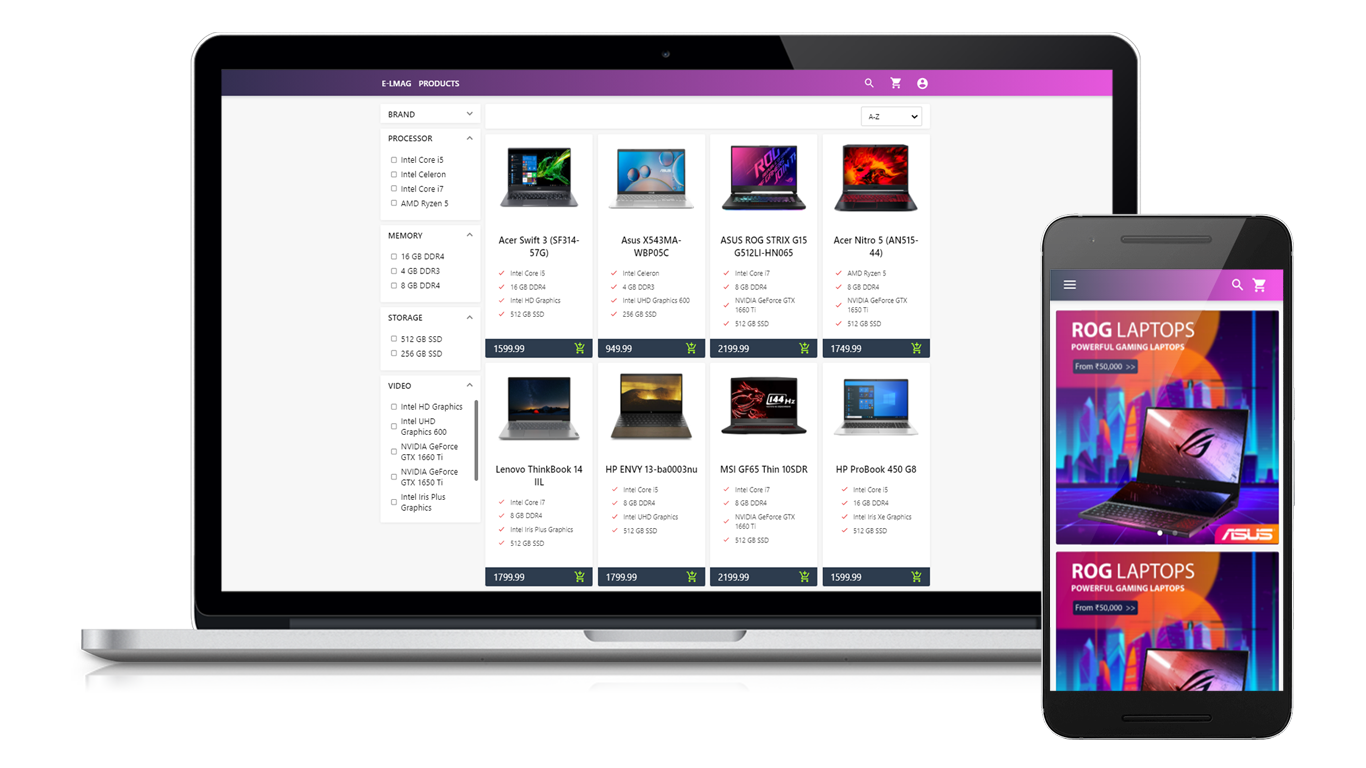 E-LMAG PRODUCTS
BRAND
A-Z
PROCESSOR
Intel Core i5
Intel Celeron
Intel Core i7
AMD Ryzen 5
MEMORY
16 GB DDR4
4 GB DDR3
8 GB DDR4
STORAGE
512 GB SSD
256 GB SSD
VIDEO
Intel HD Graphics
Intel UHD
Graphics 600
NVIDIA GeForce
GTX 1660 Ti
NVIDIA GeForce
GTX 1650 Ti
Intel Iris Plus
Graphics
Acer Swift 3 (SF314-
57G)
Intel Core i5
16 GB DDR4
Intel HD Graphics
512 GB SSD
1599.99
Asus X543MA-
WBP05C
Intel Celeron
4 GB DDR3
Intel UHD Graphics 600
256 GB SSD
949.99
ASUS ROG STRIX G15
G512LI-HN065
Intel Core i7
8 GB DDR4
NVIDIA GeForce GTX
1660 Ti
512 GB SSD
2199.99
Acer Nitro 5 (AN515-
44)
AMD Ryzen 5
8 GB DDR4
NVIDIA GeForce GTX
1650 Ti
512 GB SSD
1749.99
Lenovo ThinkBook 14
IIL
Intel Core i7
8 GB DDR4
Intel Iris Plus Graphics
512 GB SSD
1799.99
HP ENVY 13-ba0003nu
Intel Core i5
8 GB DDR4
Intel UHD Graphics
512 GB SSD
1799.99
144 Hz
MSI GF65 Thin 10SDR
Intel Core i7
8 GB DDR4
NVIDIA GeForce GTX
1660 Ti
512 GB SSD
2199.99
HP ProBook 450 G8
Intel Core i5
16 GB DDR4
Intel Iris Xe Graphics
512 GB SSD
1599.99
ROG LAPTOPS
POWERFUL GAMING LAPTOPS
From ₹50,000 >>
ASUS
ROG LAPTOPS
POWERFUL GAMING LAPTOPS
From ₹50,000 >>